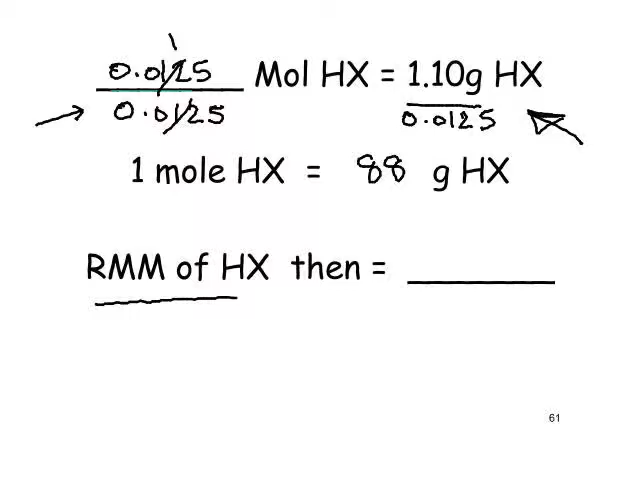 1
0.0125 Mol HX = 1.10g HX
0.0125 0.0125
1 mole HX = 88 g HX
RMM of HX then =
61